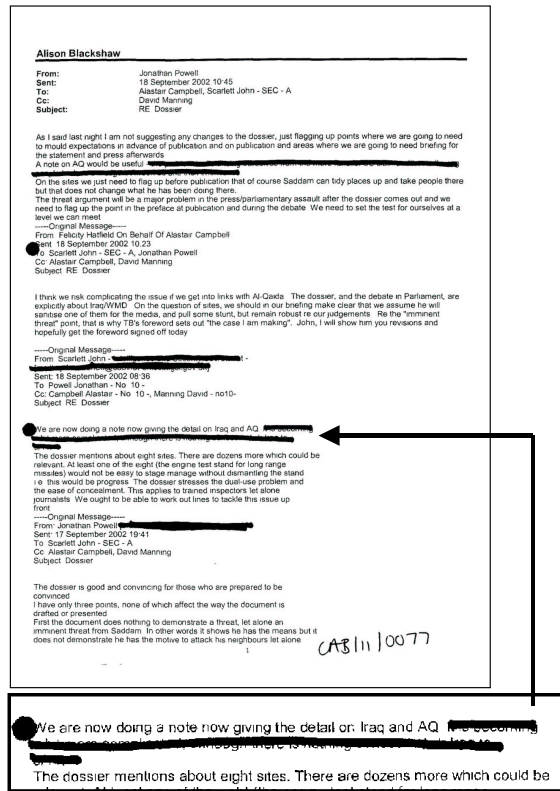 Alison Blackshaw
From: Jonathan Powell
Sent: 18 September 2002 10:45
To: Alastair Campbell, Scarlett John - SEC - A
Cc: David Manning
Subject: RE Dossier
As I said last night I am not suggesting any changes to the dossier, just flagging up points where we are going to need
to mould expectations in advance of publication and on publication and areas where we are going to need briefing for
the statement and press afterwards
A note on AQ would be useful
On the sites we just need to flag up before publication that of course Saddam can tidy places up and take people there
but that does not change what he has been doing there.
The threat argument will be a major problem in the press/parliamentary assault after the dossier comes out and we
need to flag up the point in the preface at publication and during the debate We need to set the test for ourselves at a
level we can meet
-----Original Message-----
From Felicity Hatfield On Behalf Of Alastair Campbell
Sent 18 September 2002 10.23
To Scarlett John - SEC - A, Jonathan Powell
Cc: Alastair Campbell, David Manning
Subject RE Dossier
I think we risk complicating the issue if we get into links with Al-Qaida The dossier, and the debate in Parliament, are
explicitly about Iraq/WMD On the question of sites, we should in our briefing make clear that we assume he will
sanitise one of them for the media, and pull some stunt, but remain robust re our judgements Re the "imminent
threat" point, that is why TB's foreword sets out "the case I am making". John, I will show him you revisions and
hopefully get the foreword signed off today
-----Original Message-----
From Scarlett John -
Sent: 18 September 2002 08:36
To Powell Jonathan - No 10 -
Cc: Campbell Alastair - No 10 -, Manning David - no10-
Subject RE Dossier
We are now doing a note now giving the detail on Iraq and AQ
The dossier mentions about eight sites. There are dozens more which could be
relevant. At least one of the eight (the engine test stand for long range
missiles) would not be easy to stage manage without dismantling the stand
i e this would be progress The dossier stresses the dual-use problem and
the ease of concealment. This applies to trained inspectors let alone
journalists We ought to be able to work out lines to tackle this issue up
front
-----Original Message-----
From: Jonathan Powell
Sent: 17 September 2002 19:41
To Scarlett John - SEC - A
Cc Alastair Campbell, David Manning
Subject Dossier
The dossier is good and convincing for those who are prepared to be
convinced
I have only three points, none of which affect the way the document is
drafted or presented
First the document does nothing to demonstrate a threat, let alone an
imminent threat from Saddam. In other words it shows he has the means but it
does not demonstrate he has the motive to attack his neighbours let alone
1
CAB/11/0077
We are now doing a note now giving the detail on Iraq and AQ
The dossier mentions about eight sites. There are dozens more which could be